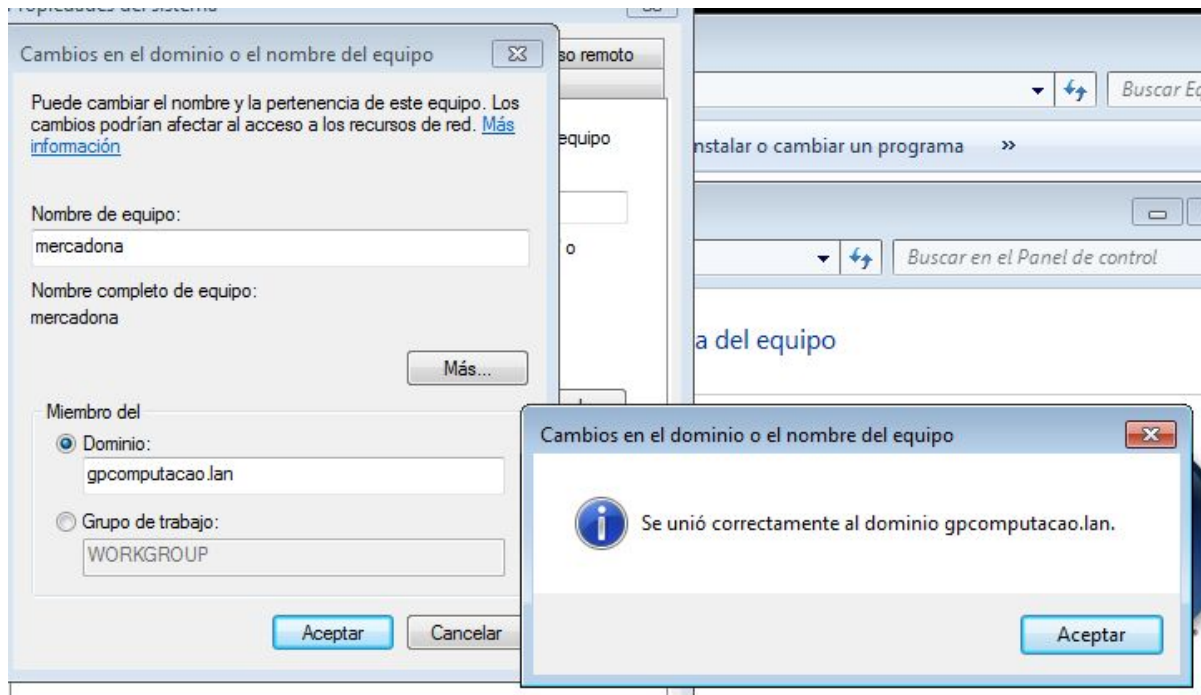 Propiedades del sistema
Cambios en el dominio o el nombre del equipo
so remoto
Puede cambiar el nombre y la pertenencia de este equipo. Los
cambios podrían afectar al acceso a los recursos de red. Más
información
equipo
Buscar Eq
nstalar o cambiar un programa »
Nombre de equipo:
mercadona
o
Buscar en el Panel de control
Nombre completo de equipo:
mercadona
a del equipo
Más...
Miembro del
Dominio:
gpcomputacao.lan
Grupo de trabajo:
WORKGROUP
Aceptar Cancelar
Cambios en el dominio o el nombre del equipo
Se unió correctamente al dominio gpcomputacao.lan.
Aceptar